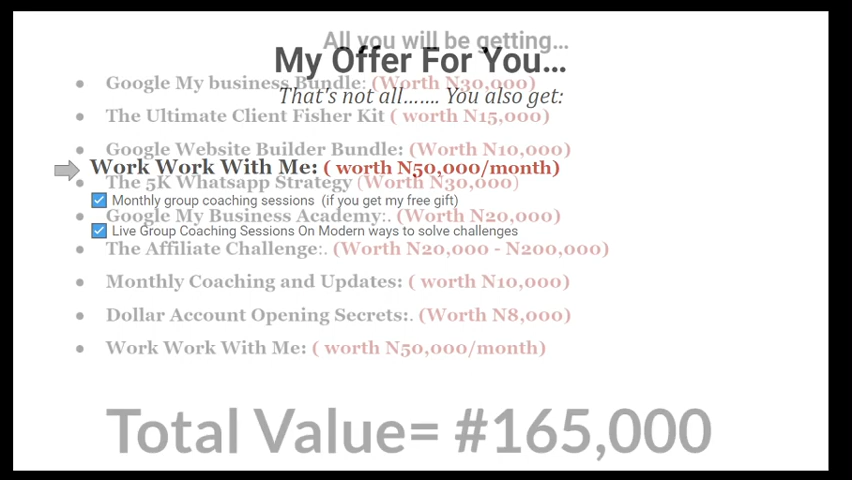 All you will be getting...
My Offer For You...
Google My business Bundle: (Worth N30,000)
That's not all....... You also get:
The Ultimate Client Fisher Kit ( worth N15,000)
Google Website Builder Bundle: (Worth N10,000)
Work Work With Me: ( worth N50,000/month)
The 5K Whatsapp Strategy (Worth N30,000)
Monthly group coaching sessions (if you get my free gift)
Google My Business Academy:. (Worth N20,000)
Live Group Coaching Sessions On Modern ways to solve challenges
The Affiliate Challenge:. (Worth N20,000 - N200,000)
Monthly Coaching and Updates: ( worth N10,000)
Dollar Account Opening Secrets:. (Worth N8,000)
Work Work With Me: ( worth N50,000/month)
Total Value= #165,000